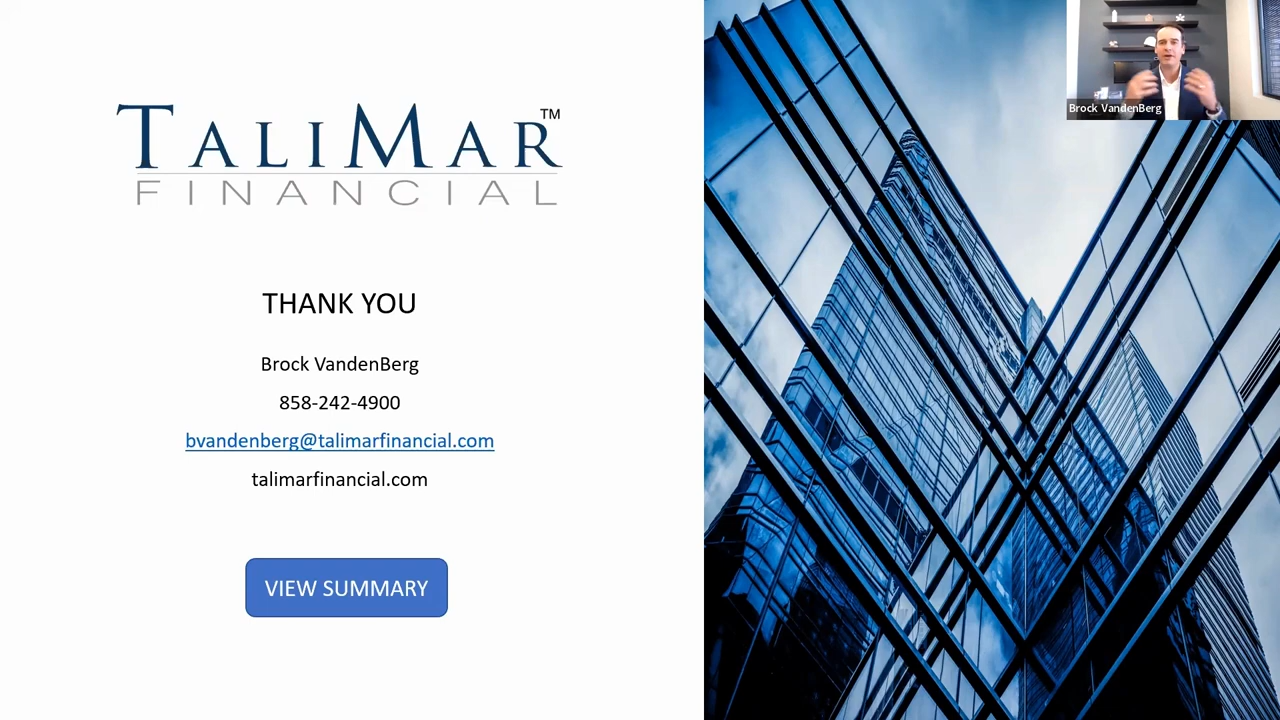 TALIMAR™
FINANCIAL
THANK YOU
Brock VandenBerg
858-242-4900
bvandenberg@talimarfinancial.com
talimarfinancial.com
VIEW SUMMARY
Brock VandenBerg